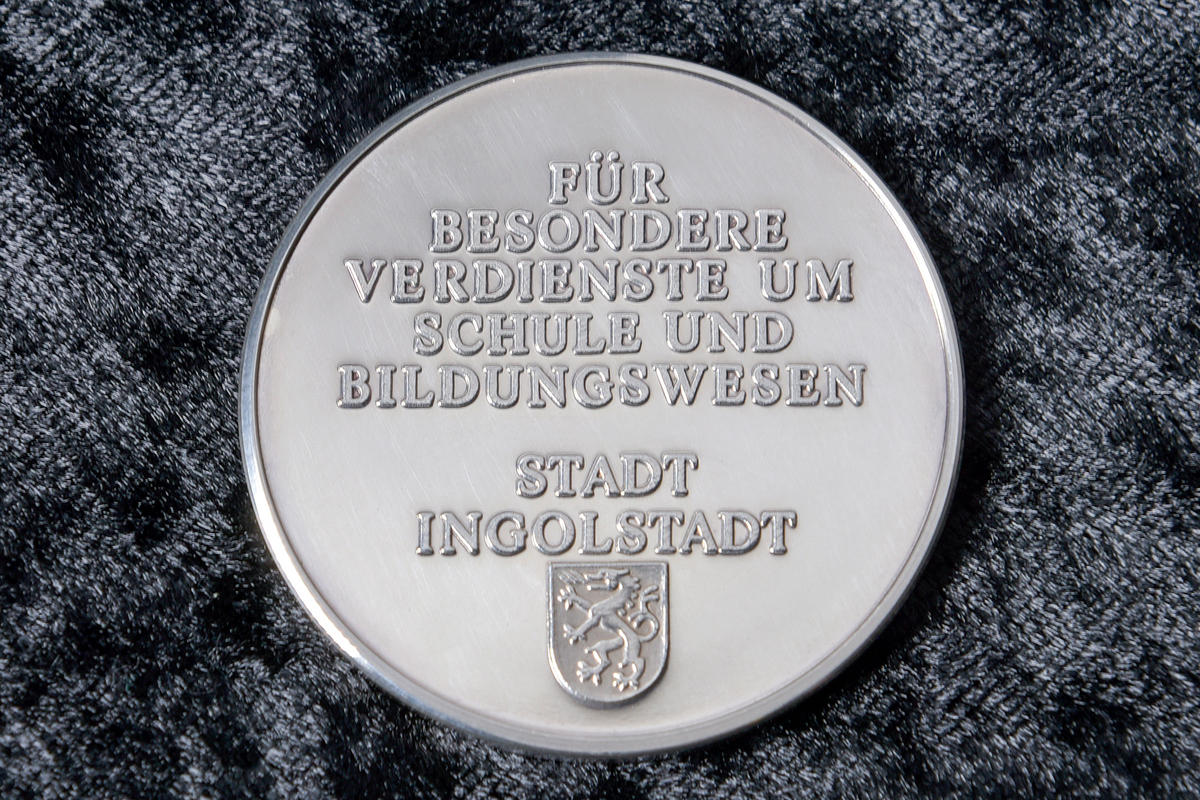 FÜR
BESONDERE
VERDIENSTE UM
SCHULE UND
BILDUNGSWESEN
STADT
INGOLSTADT